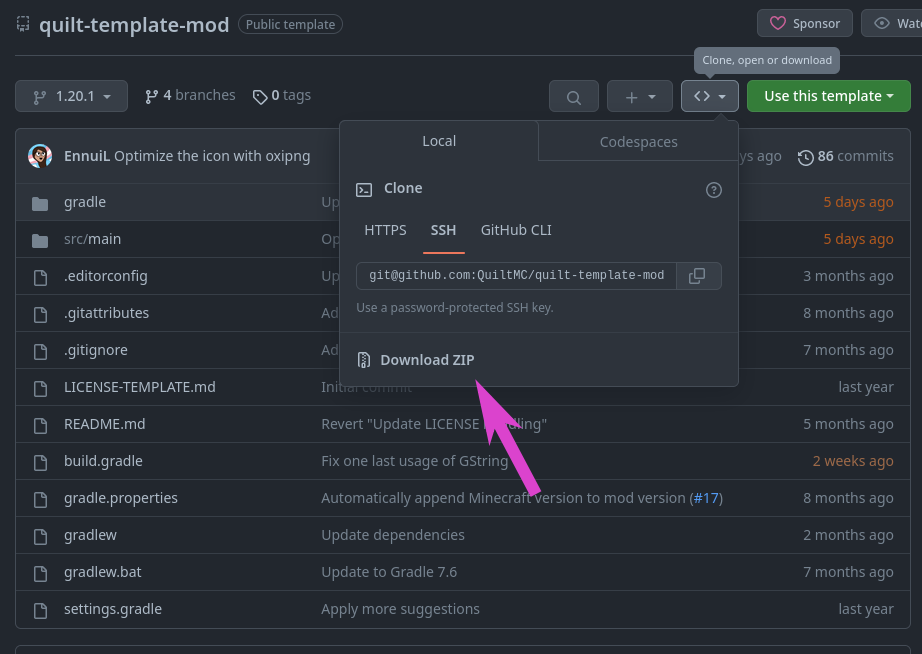 quilt-template-mod Public template Sponsor
Clone, open or download
1.20.1 4 branches 0 tags <> Use this template
Local Codespaces
EnnuiL Optimize the icon with oxipng ago 86 commits
Clone
gradle Up 5 days ago
HTTPS SSH GitHub CLI
src/main Op 5 days ago
git@github.com:QuiltMC/quilt-template-mod
.editorconfig Up 3 months ago
Use a password-protected SSH key.
.gitattributes Ad 8 months ago
.gitignore Ad 7 months ago
Download ZIP
LICENSE-TEMPLATE.md Initial commit last year
README.md Revert "Update LICENSE ling" 5 months ago
build.gradle Fix one last usage of GString 2 weeks ago
gradle.properties Automatically append Minecraft version to mod version (#17) 8 months ago
gradlew Update dependencies 2 months ago
gradlew.bat Update to Gradle 7.6 7 months ago
settings.gradle Apply more suggestions last year